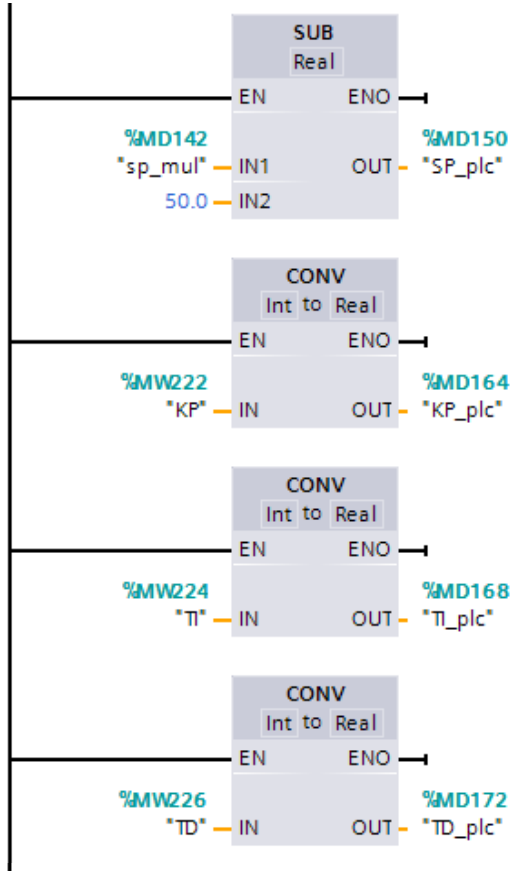 SUB
Real
EN ENO
%MD142 %MD150
"sp_mul" IN1 OUT "SP_plc"
50.0 IN2
CONV
Int to Real
EN ENO
%MW222 %MD164
"KP" IN OUT "KP_plc"
CONV
Int to Real
EN ENO
%MW224 %MD168
"TI" IN OUT "TI_plc"
CONV
Int to Real
EN ENO
%MW226 %MD172
"TD" IN OUT "TD_plc"